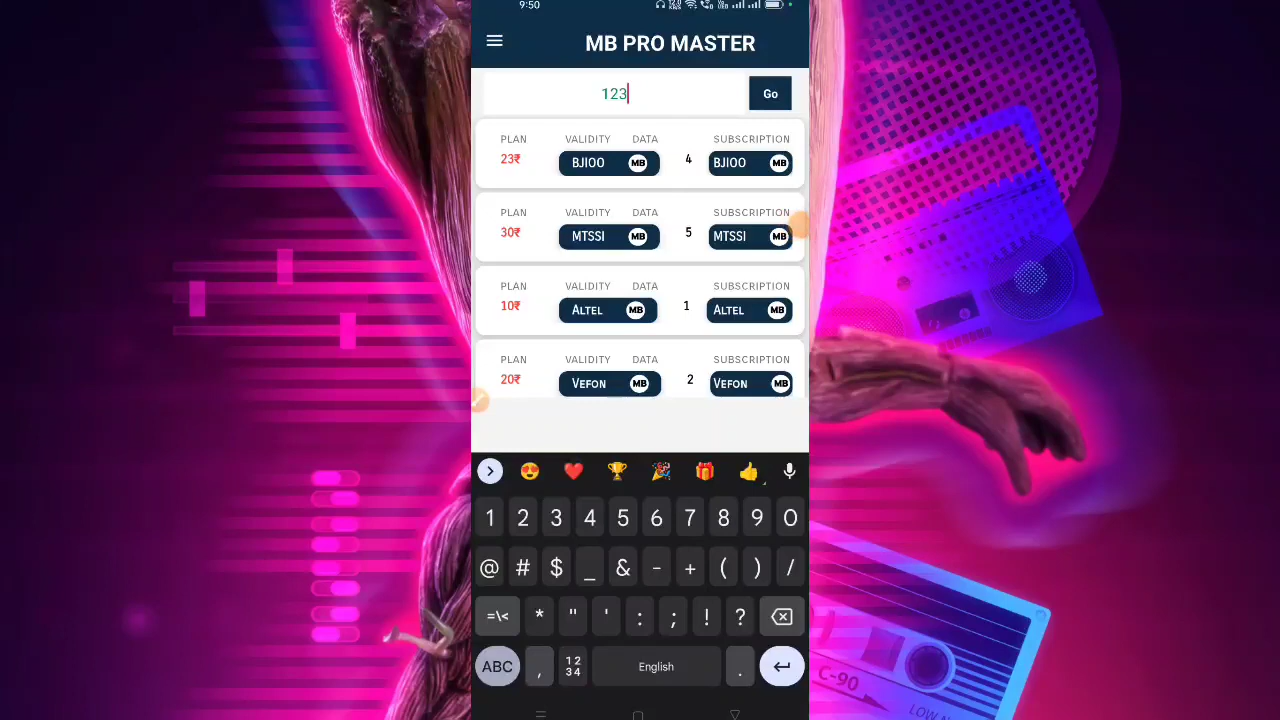 9:50
MB PRO MASTER
123 Go
PLAN VALIDITY DATA SUBSCRIPTION
23₹ BJIOO MB 4 BJIOO MB
PLAN VALIDITY DATA SUBSCRIPTION
30₹ MTSSI MB 5 MTSSI MB
PLAN VALIDITY DATA SUBSCRIPTION
10₹ ALTEL MB 1 ALTEL MB
PLAN VALIDITY DATA SUBSCRIPTION
20₹ VEFON MB 2 VEFON MB
1 2 3 4 5 6 7 8 9 0
@ # $ _ & - + ( ) /
=\< * " ' : ; ! ?
ABC , 12 34 English .
C-90